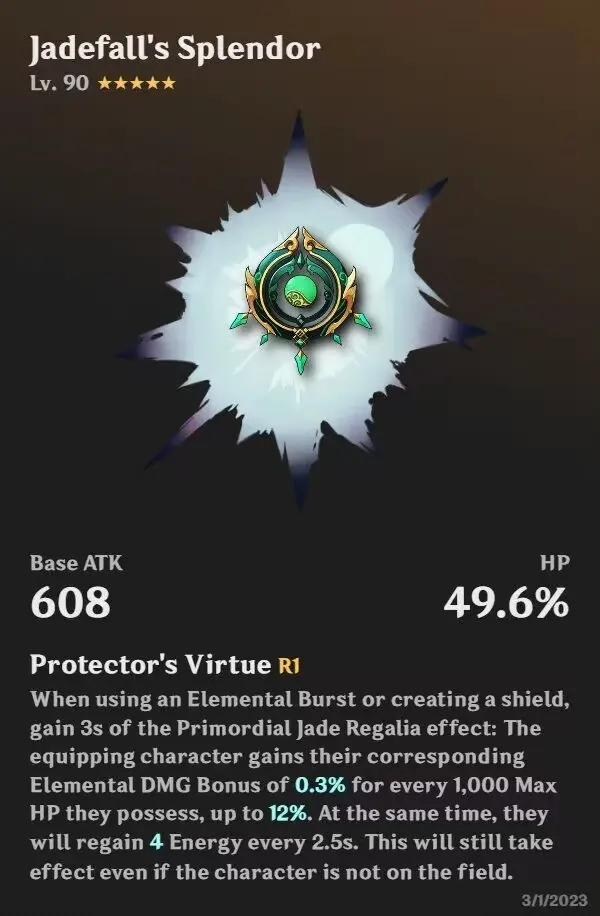 Jadefall's Splendor
Lv. 90 ★★★★★
Base ATK
HP
608
49.6%
Protector's Virtue R1
When using an Elemental Burst or creating a shield,
gain 3s of the Primordial Jade Regalia effect: The
equipping character gains their corresponding
Elemental DMG Bonus of 0.3% for every 1,000 Max
HP they possess, up to 12%. At the same time, they
will regain 4 Energy every 2.5s. This will still take
effect even if the character is not on the field.
3/1/2023